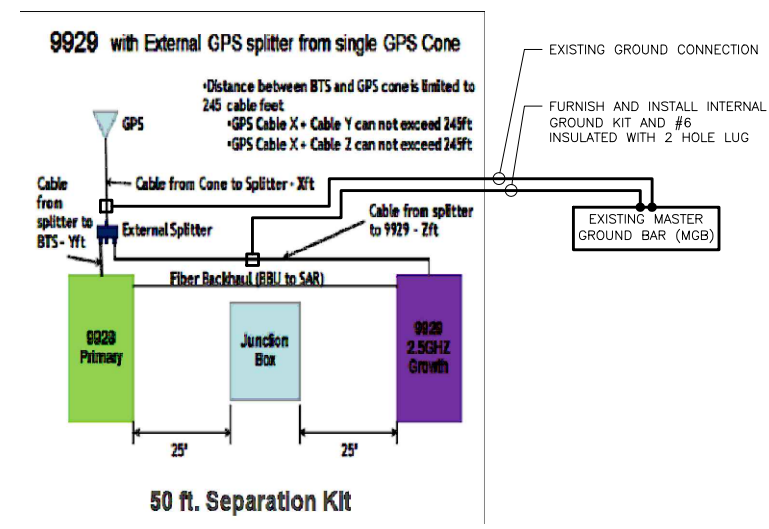 9929 with External GPS splitter from single GPS Cone
•Distance between BTS and GPS cone is limited to
245 cable feet
•GPS Cable X + Cable Y can not exceed 245ft
•GPS Cable X + Cable Z can not exceed 245ft
EXISTING GROUND CONNECTION
FURNISH AND INSTALL INTERNAL
GROUND KIT AND #6
INSULATED WITH 2 HOLE LUG
GPS
Cable from Cone to Splitter - Xft
Cable
from
splitter to
BTS - Yft
External Splitter
Cable from splitter
to 9929 - Zft
EXISTING MASTER
GROUND BAR (MGB)
Fiber Backhaul (BBU to SAR)
9928
Primary
Junction
Box
9929
2.5GHZ
Growth
25'
25'
50 ft. Separation Kit